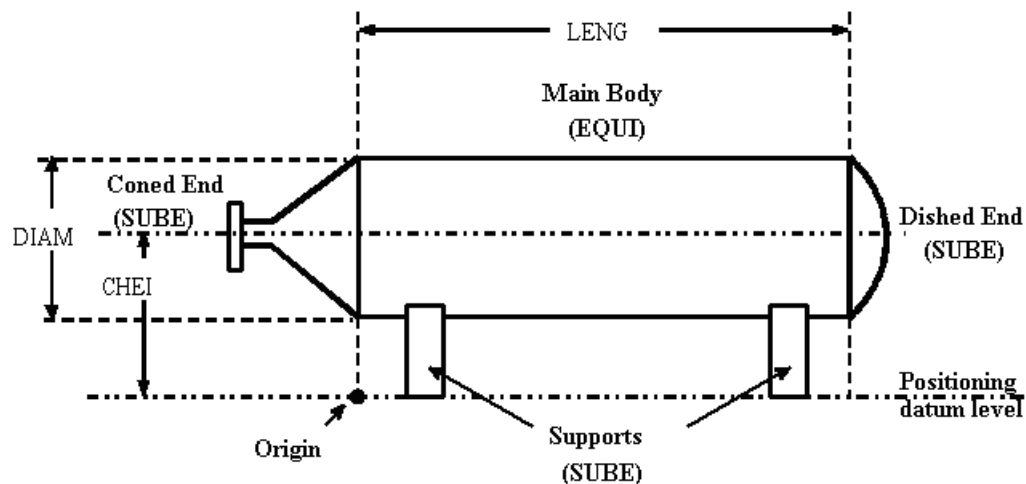 LENG
Main Body
(EQUI)
Coned End
(SUBE)
DIAM
CHEI
Dished End
(SUBE)
Positioning
datum level
Origin
Supports
(SUBE)